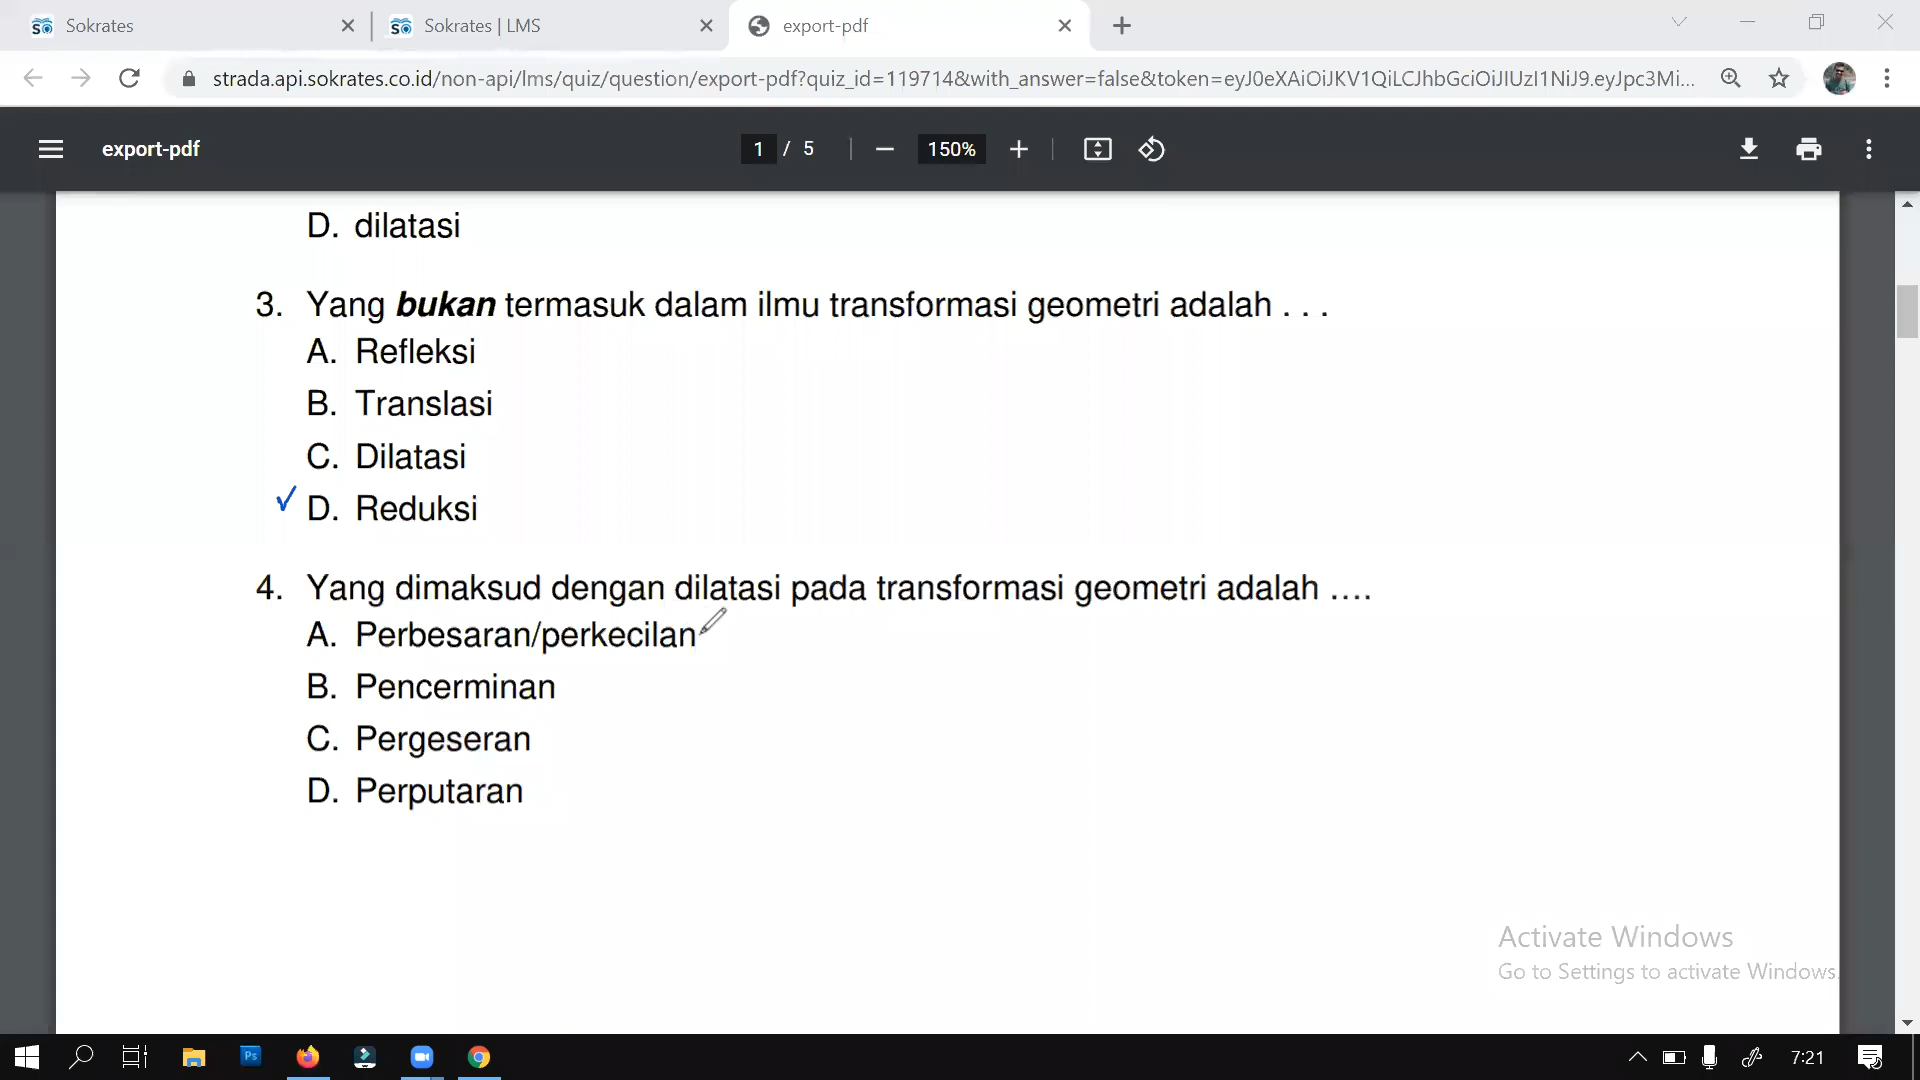 Sokrates
Sokrates | LMS
export-pdf
strada.api.sokrates.co.id/non-api/lms/quiz/question/export-pdf?quiz_id=119714&with_answer=false&token=eyJ0eXAiOiJKV1QiLCJhbGciOiJIUzI1NiJ9.eyJpc3Mi...
export-pdf
1 / 5
150%
D. dilatasi
3. Yang bukan termasuk dalam ilmu transformasi geometri adalah . . .
A. Refleksi
B. Translasi
C. Dilatasi
D. Reduksi
4. Yang dimaksud dengan dilatasi pada transformasi geometri adalah ....
A. Perbesaran/perkecilan
B. Pencerminan
C. Pergeseran
D. Perputaran
Activate Windows
Go to Settings to activate Windows.
Ps
7:21